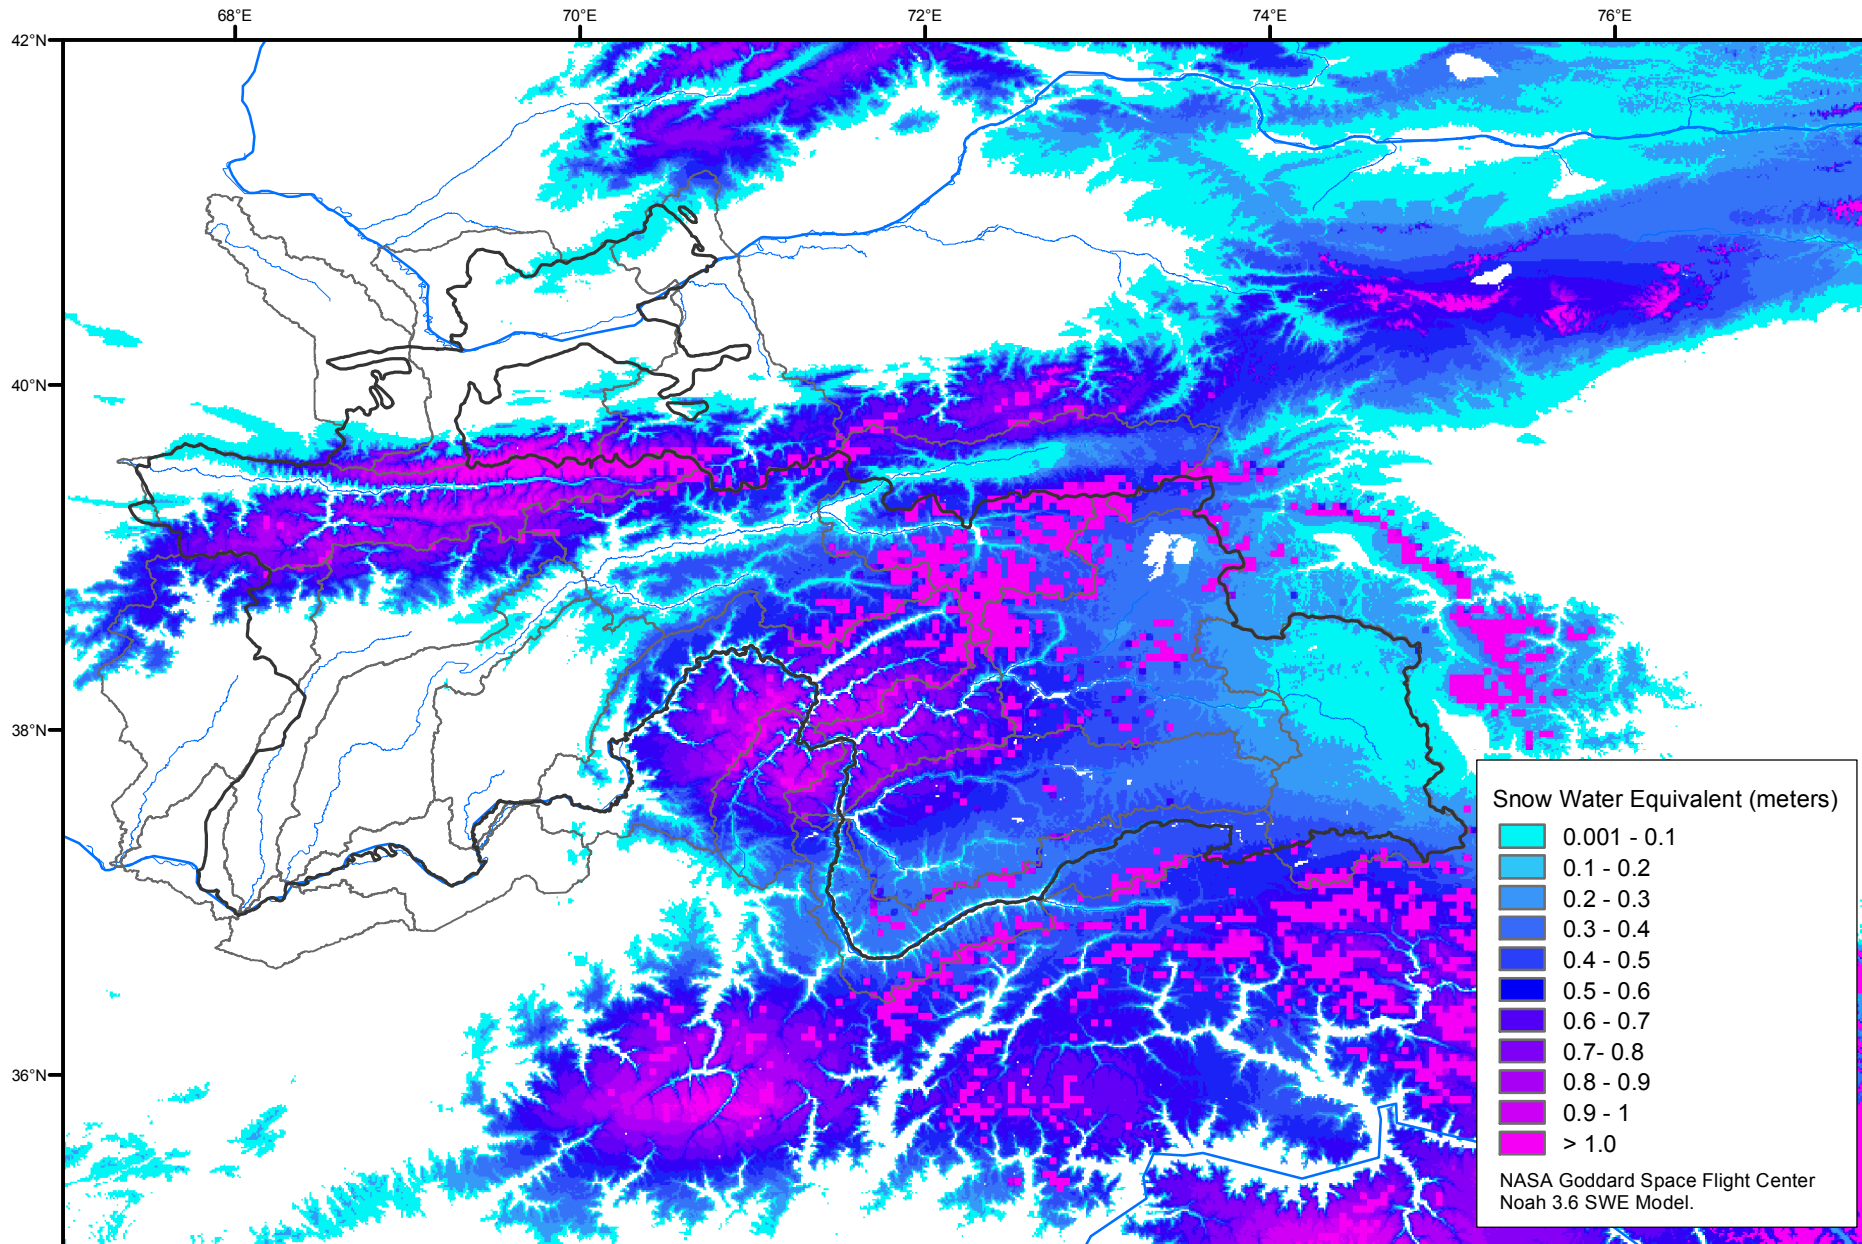 68°E
70°E
72°E
74°E
76°E
42°N
40°N
38°N
36°N
Snow Water Equivalent (meters)
0.001 - 0.1
0.1 - 0.2
0.2 - 0.3
0.3 - 0.4
0.4 - 0.5
0.5 - 0.6
0.6 - 0.7
0.7- 0.8
0.8 - 0.9
0.9 - 1
> 1.0
NASA Goddard Space Flight Center
Noah 3.6 SWE Model.